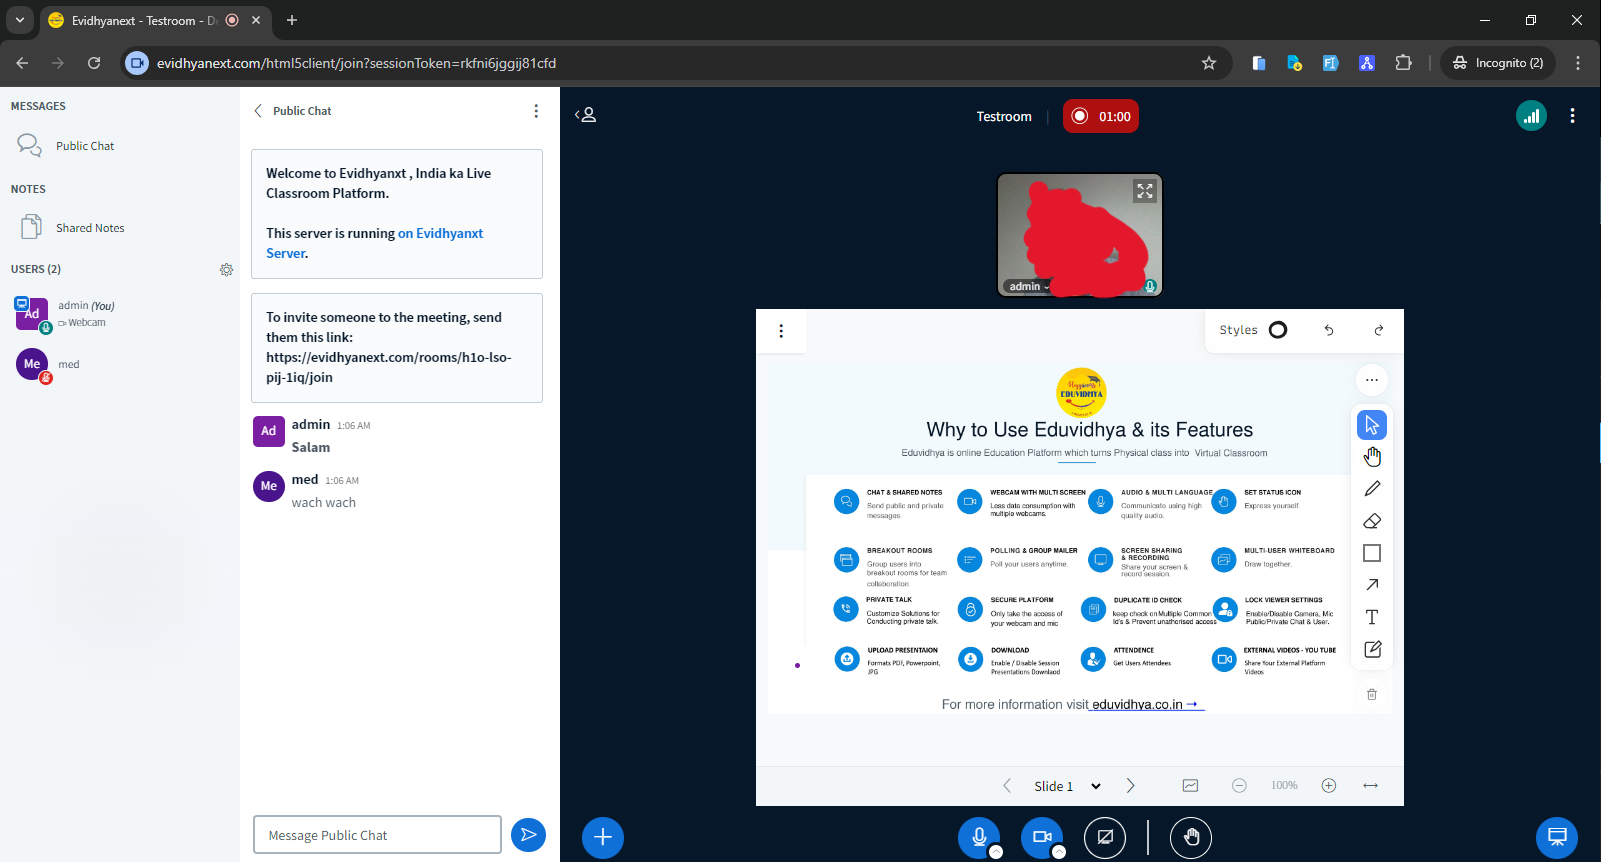 Evidhyanext - Testroom - D
evidhyanext.com/html5client/join?sessionToken=rkfni6jggij81cfd
Incognito (2)
MESSAGES
Public Chat
NOTES
Shared Notes
USERS (2)
Ad
admin (You)
Webcam
Me
med
Public Chat
Welcome to Evidhyanxt , India ka Live
Classroom Platform.
This server is running on Evidhyanxt
Server.
To invite someone to the meeting, send
them this link:
https://evidhyanext.com/rooms/h1o-lso-
pij-1iq/join
Ad
admin 1:06 AM
Salam
Me
med 1:06 AM
wach wach
Message Public Chat
Testroom
01:00
admin
Styles
Happiness
EDUVIDHYA
Why to Use Eduvidhya & its Features
Eduvidhya is online Education Platform which turns Physical class into Virtual Classroom
CHAT & SHARED NOTES
Send public and private
messages.
WEBCAM WITH MULTI SCREEN
Less data consumption with
multiple webcams.
AUDIO & MULTI LANGUAGE
Communicate using high
quality audio.
SET STATUS ICON
Express yourself.
BREAKOUT ROOMS
Group users into
breakout rooms for team
collaboration.
POLLING & GROUP MAILER
Poll your users anytime.
SCREEN SHARING
& RECORDING
Share your screen &
record session.
MULTI-USER WHITEBOARD
Draw together.
PRIVATE TALK
Customize Solutions for
Conducting private talk.
SECURE PLATFORM
Only take the access of
your webcam and mic
DUPLICATE ID CHECK
keep check on Multiple Common
Id's & Prevent unathorised access
LOCK VIEWER SETTINGS
Enable/Disable Camera, Mic
Public/Private Chat & User.
UPLOAD PRESENTAION
Formats PDF, Powerpoint,
JPG
DOWNLOAD
Enable / Disable Session
Presentations Downlaod
ATTENDENCE
Get Users Attendees
EXTERNAL VIDEOS - YOU TUBE
Share Your External Platform
Videos
For more information visit eduvidhya.co.in →
Slide 1
100%